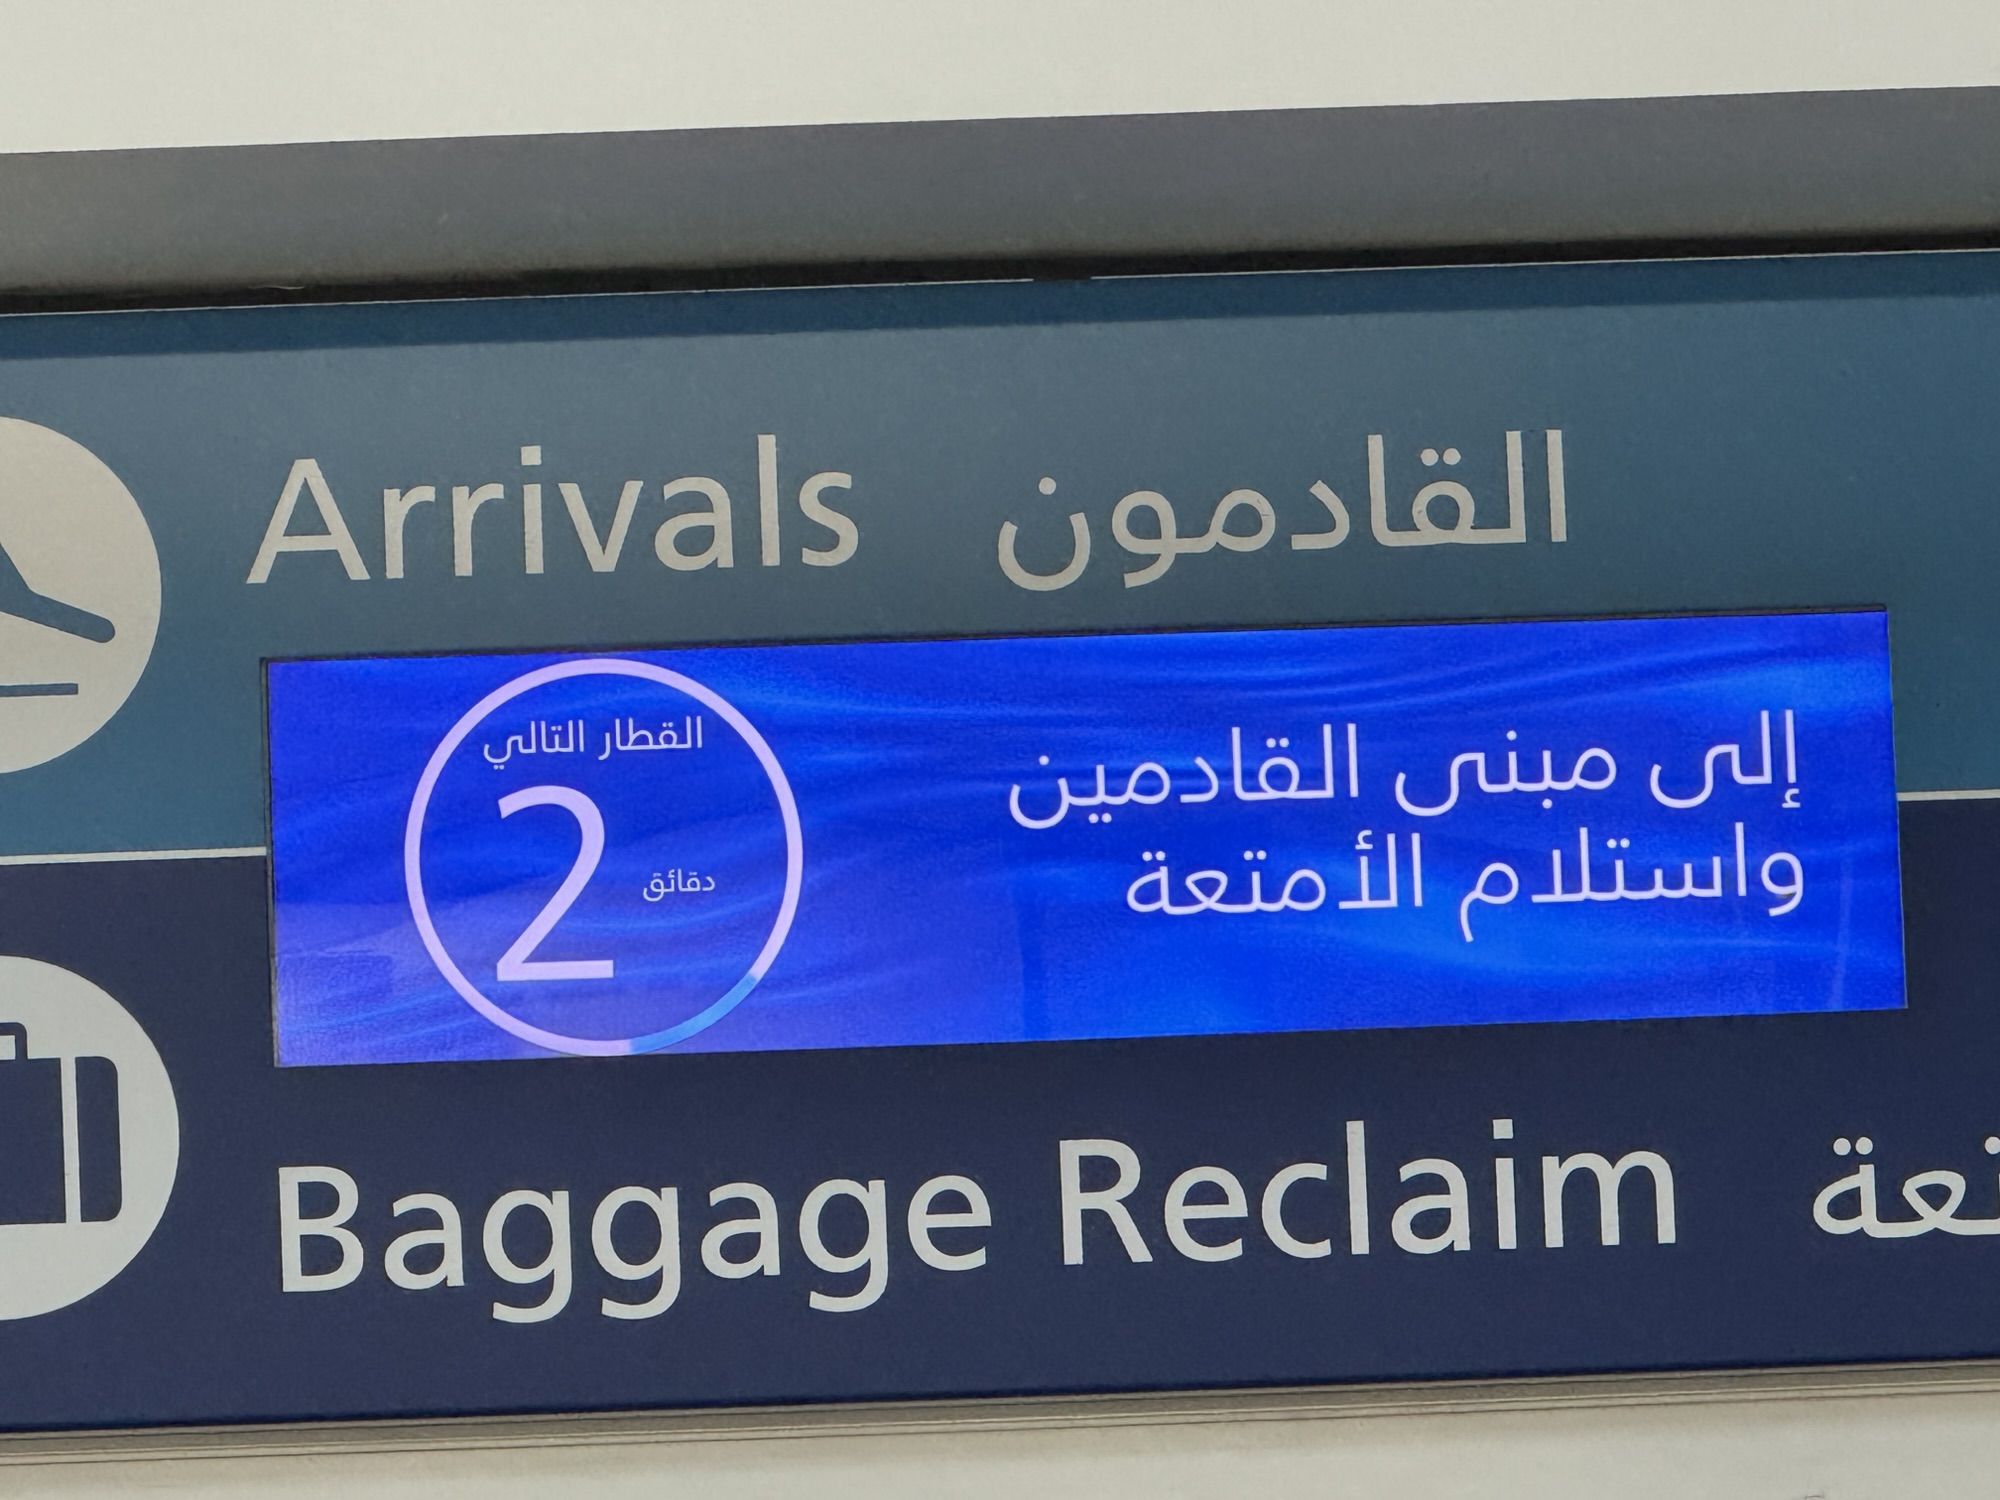 Arrivals القادمون
إلى مبنى القادمين
واستلام الأمتعة
القطار التالي
2 دقائق
Baggage Reclaim